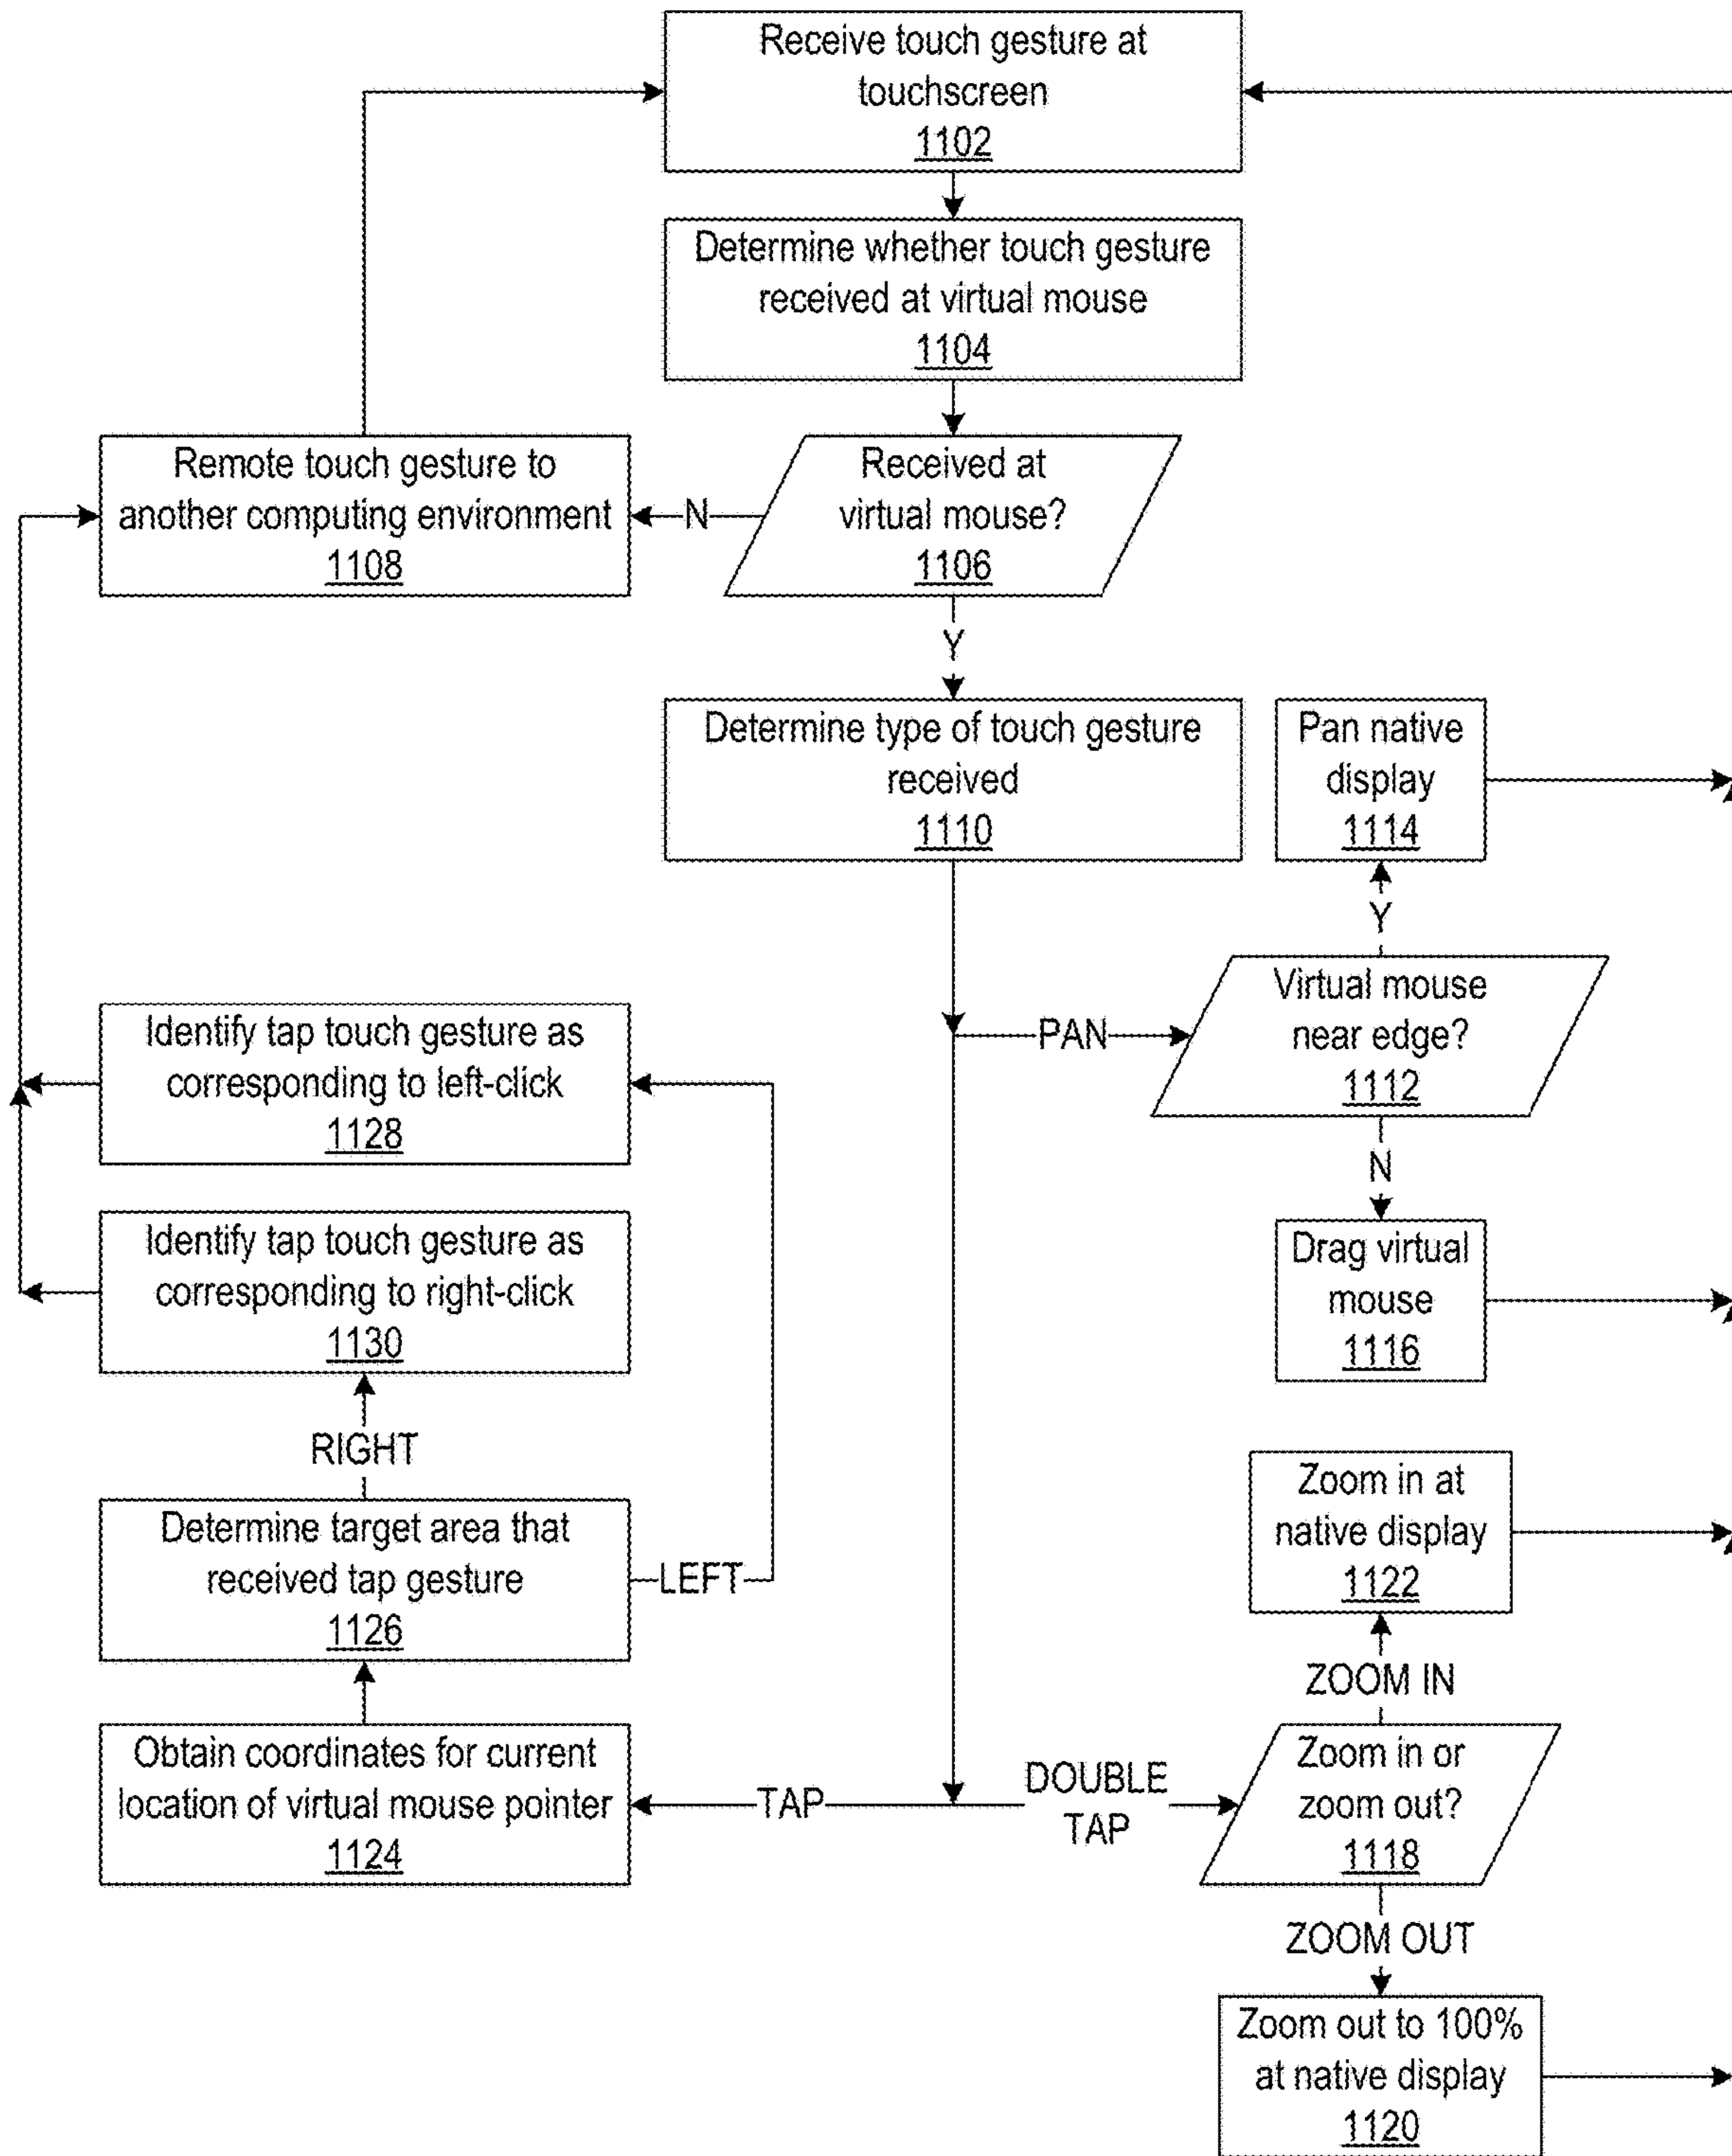 Receive touch gesture at
touchscreen
1102
Determine whether touch gesture
received at virtual mouse
1104
Remote touch gesture to
another computing environment
1108
N
Received at
virtual mouse?
1106
Y
Determine type of touch gesture
received
1110
Pan native
display
1114
Y
PAN
Virtual mouse
near edge?
1112
N
Drag virtual
mouse
1116
Identify tap touch gesture as
corresponding to left-click
1128
Identify tap touch gesture as
corresponding to right-click
1130
RIGHT
Determine target area that
received tap gesture
1126
LEFT
Zoom in at
native display
1122
ZOOM IN
Obtain coordinates for current
location of virtual mouse pointer
1124
TAP
DOUBLE
TAP
Zoom in or
zoom out?
1118
ZOOM OUT
Zoom out to 100%
at native display
1120